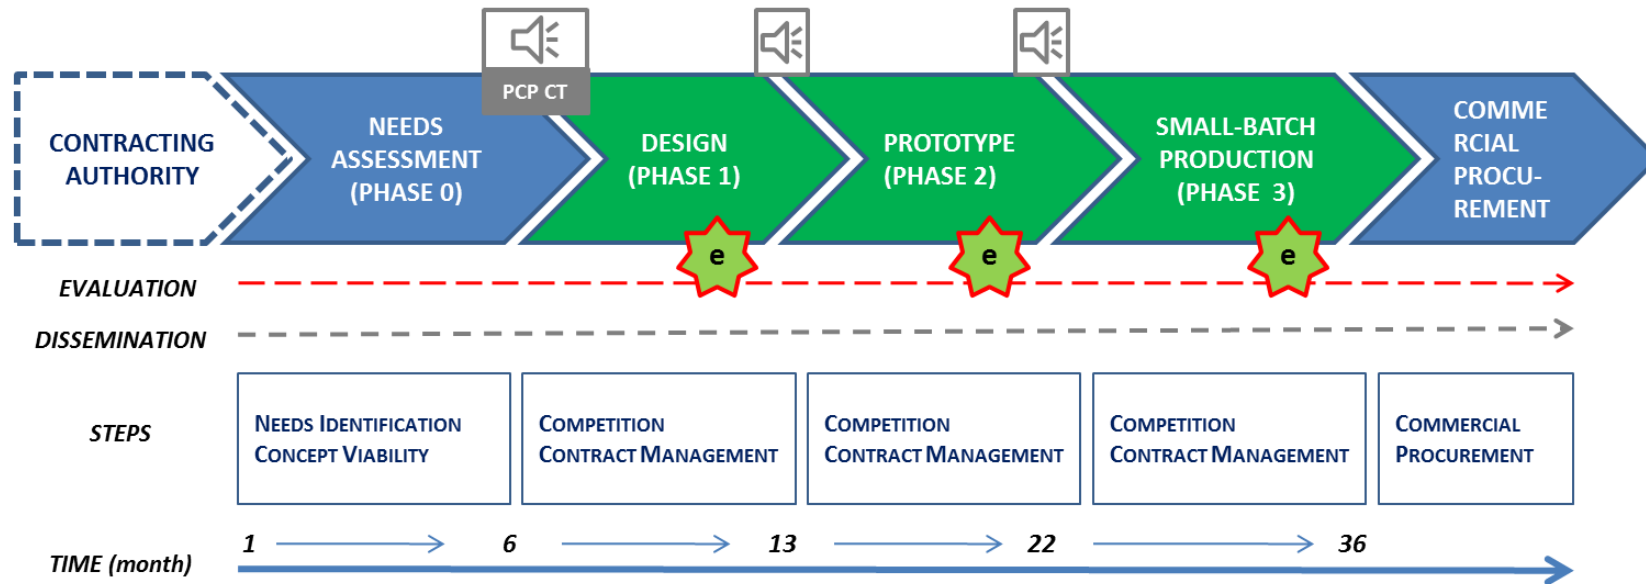 PCP CT
CONTRACTING
AUTHORITY
NEEDS
ASSESSMENT
(PHASE 0)
DESIGN
(PHASE 1)
PROTOTYPE
(PHASE 2)
SMALL-BATCH
PRODUCTION
(PHASE 3)
COMME
RCIAL
PROCU-
REMENT
e
e
e
EVALUATION
DISSEMINATION
STEPS
NEEDS IDENTIFICATION
CONCEPT VIABILITY
COMPETITION
CONTRACT MANAGEMENT
COMPETITION
CONTRACT MANAGEMENT
COMPETITION
CONTRACT MANAGEMENT
COMMERCIAL
PROCUREMENT
TIME (month)
1
6
13
22
36